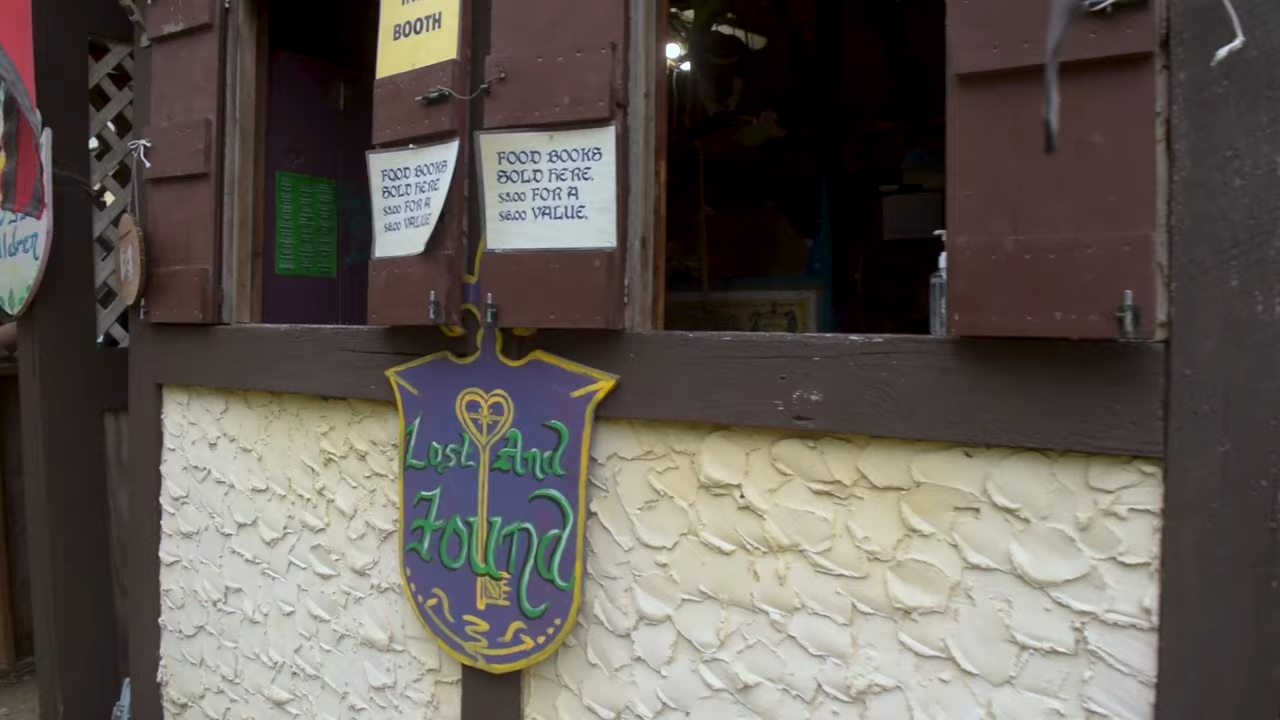 BOOTH
FOOD BOOKS
SOLD HERE
$5.00 FOR A
$6.00 VALUE
FOOD BOOKS
SOLD HERE.
$5.00 FOR A
$6.00 VALUE.
Lost And
Found